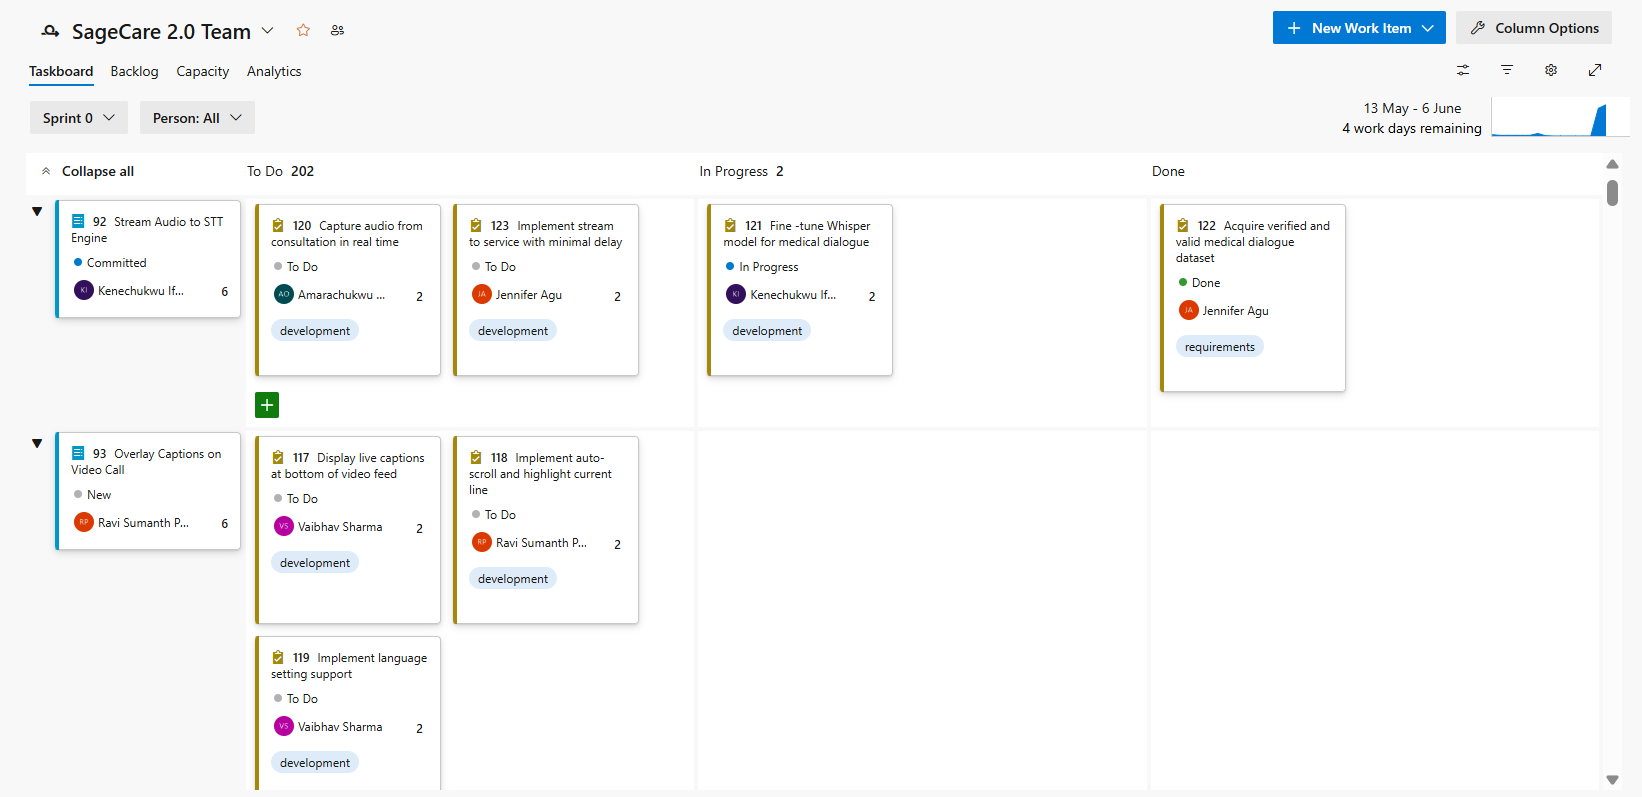 SageCare 2.0 Team
New Work Item
Column Options
Taskboard Backlog Capacity Analytics
Sprint 0
Person: All
13 May - 6 June
4 work days remaining
Collapse all
To Do 202
In Progress 2
Done
92 Stream Audio to STT
Engine
Committed
KI Kenechukwu If... 6
120 Capture audio from
consultation in real time
To Do
AO Amarachukwu ... 2
development
123 Implement stream
to service with minimal delay
To Do
JA Jennifer Agu 2
development
121 Fine -tune Whisper
model for medical dialogue
In Progress
KI Kenechukwu If... 2
development
122 Acquire verified and
valid medical dialogue
dataset
Done
JA Jennifer Agu
requirements
93 Overlay Captions on
Video Call
New
RP Ravi Sumanth P... 6
117 Display live captions
at bottom of video feed
To Do
VS Vaibhav Sharma 2
development
118 Implement auto-
scroll and highlight current
line
To Do
RP Ravi Sumanth P... 2
development
119 Implement language
setting support
To Do
VS Vaibhav Sharma 2
development